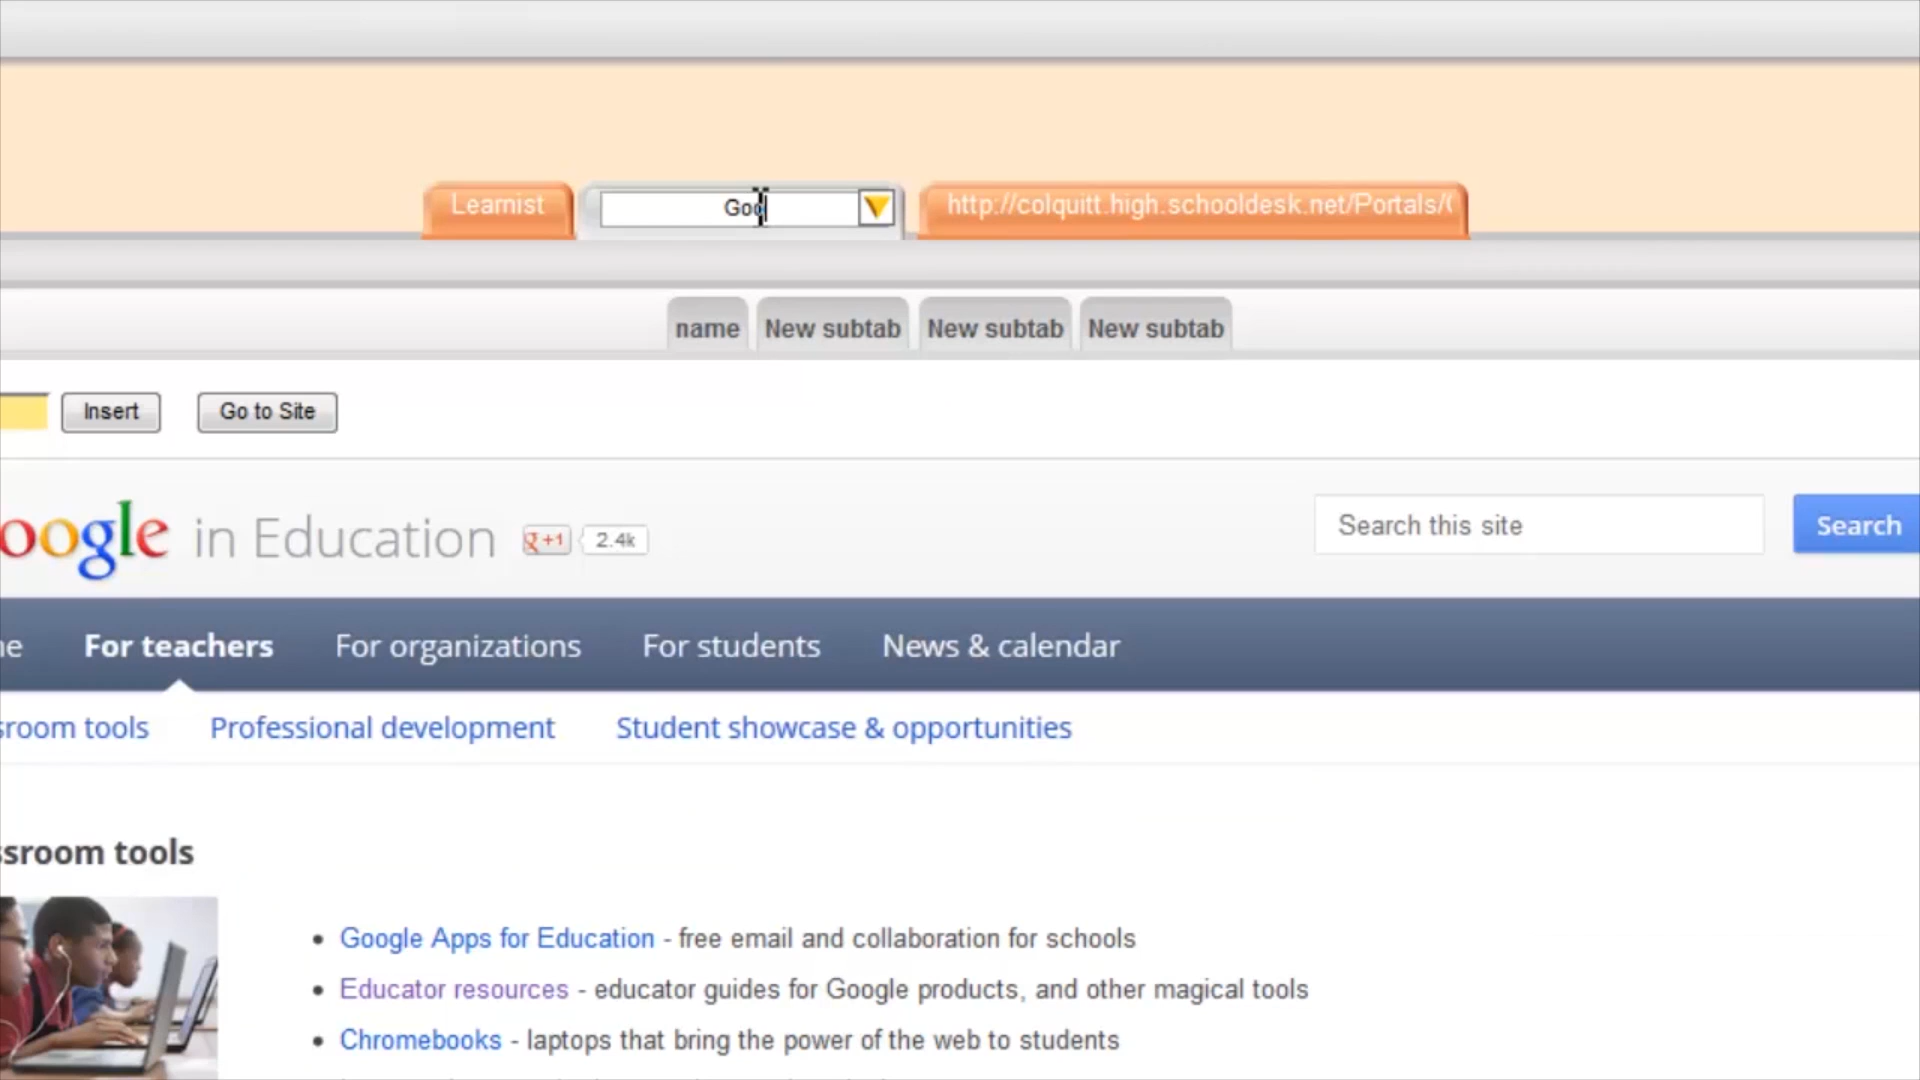 Learnist
Goo
http://colquitt.high.schooldesk.net/Portals/
name
New subtab
New subtab
New subtab
Insert
Go to Site
oogle in Education
g +1
2.4k
Search this site
Search
For teachers
For organizations
For students
News & calendar
sroom tools
Professional development
Student showcase & opportunities
ssroom tools
• Google Apps for Education - free email and collaboration for schools
• Educator resources - educator guides for Google products, and other magical tools
• Chromebooks - laptops that bring the power of the web to students